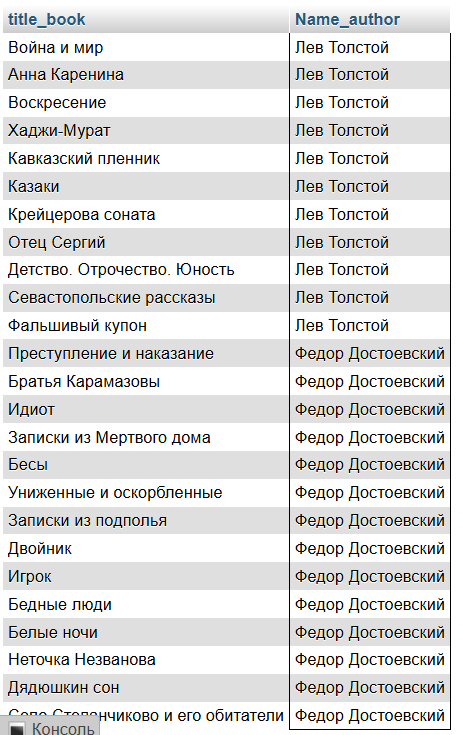 title_book Name_author
Война и мир Лев Толстой
Анна Каренина Лев Толстой
Воскресение Лев Толстой
Хаджи-Мурат Лев Толстой
Кавказский пленник Лев Толстой
Казаки Лев Толстой
Крейцерова соната Лев Толстой
Отец Сергий Лев Толстой
Детство. Отрочество. Юность Лев Толстой
Севастопольские рассказы Лев Толстой
Фальшивый купон Лев Толстой
Преступление и наказание Федор Достоевский
Братья Карамазовы Федор Достоевский
Идиот Федор Достоевский
Записки из Мертвого дома Федор Достоевский
Бесы Федор Достоевский
Униженные и оскорбленные Федор Достоевский
Записки из подполья Федор Достоевский
Двойник Федор Достоевский
Игрок Федор Достоевский
Бедные люди Федор Достоевский
Белые ночи Федор Достоевский
Неточка Незванова Федор Достоевский
Дядюшкин сон Федор Достоевский
Село Степанчиково и его обитатели Федор Достоевский
Консоль